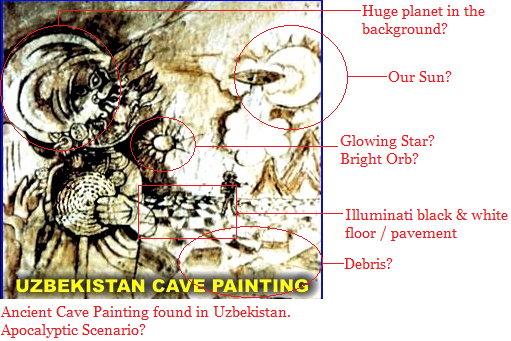 Huge planet in the
background?
Our Sun?
Glowing Star?
Bright Orb?
Illuminati black & white
floor / pavement
Debris?
UZBEKISTAN CAVE PAINTING
Ancient Cave Painting found in Uzbekistan.
Apocalyptic Scenario?